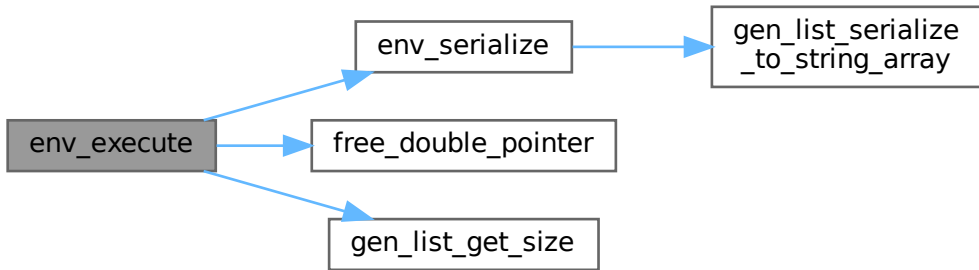 env_execute
env_serialize
gen_list_serialize
_to_string_array
free_double_pointer
gen_list_get_size